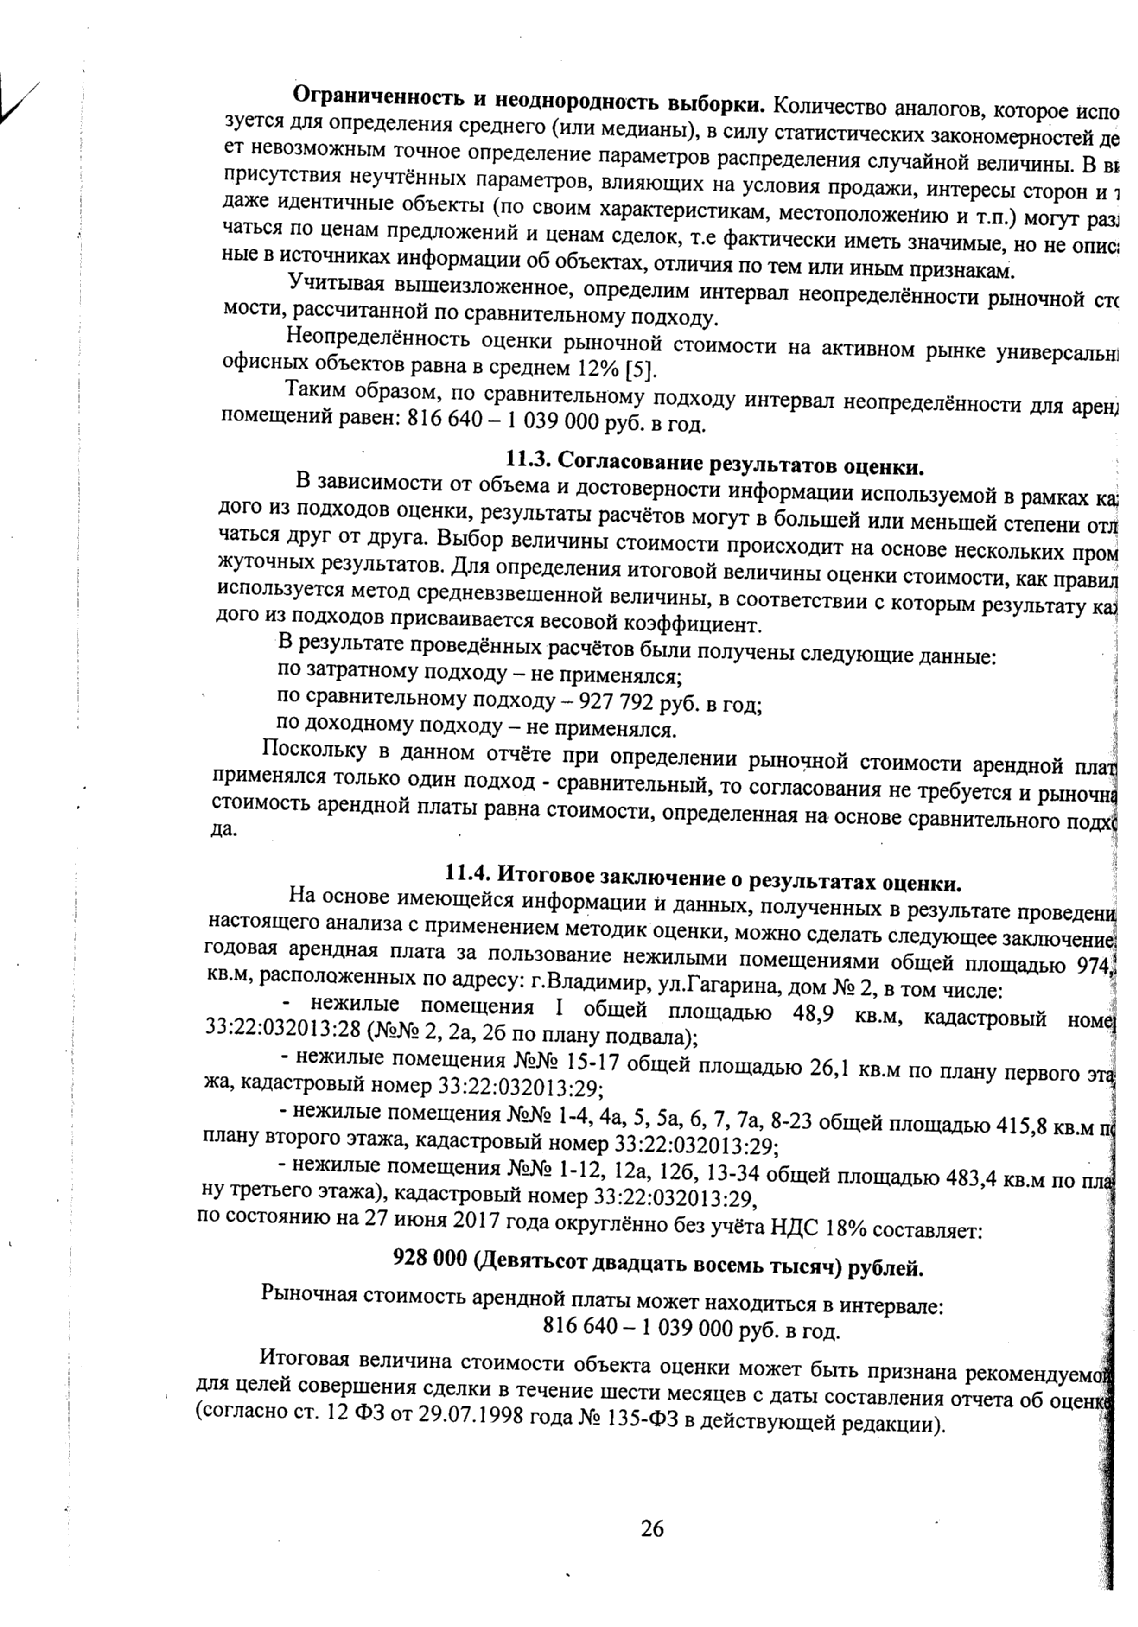 Ограниченность и неоднородность выборки. Количество аналогов, которое испо
зуется для определения среднего (или медианы), в силу статистических закономерностей де
ет невозможным точное определение параметров распределения случайной величины. В
присутствия неучтённых параметров, влияющих на условия продажи, интересы сторон и
даже идентичные объекты (по своим характеристикам, местоположению и т.п.) могут раз
чаться по ценам предложений и ценам сделок, т.е фактически иметь значимые, но не опис
ные в источниках информации об объектах, отличия по тем или иным признакам.
Учитывая вышеизложенное, определим интервал неопределённости рыночной сто
мости, рассчитанной по сравнительному подходу.
Неопределённость оценки рыночной стоимости на активном рынке универсальн
офисных объектов равна в среднем 12% [5].
Таким образом, по сравнительному подходу интервал неопределённости для арен
помещений равен: 816 640 – 1 039 000 руб. в год.
11.3. Согласование результатов оценки.
В зависимости от объема и достоверности информации используемой в рамках ка
дого из подходов оценки, результаты расчётов могут в большей или меньшей степени отл
чаться друг от друга. Выбор величины стоимости происходит на основе нескольких пром
жуточных результатов. Для определения итоговой величины оценки стоимости, как правил
используется метод средневзвешенной величины, в соответствии с которым результату ка
дого из подходов присваивается весовой коэффициент.
В результате проведённых расчётов были получены следующие данные:
по затратному подходу – не применялся;
по сравнительному подходу – 927 792 руб. в год;
по доходному подходу – не применялся.
Поскольку в данном отчёте при определении рыночной стоимости арендной плат
применялся только один подход - сравнительный, то согласования не требуется и рыночн
стоимость арендной платы равна стоимости, определенная на основе сравнительного подхо
да.
11.4. Итоговое заключение о результатах оценки.
На основе имеющейся информации и данных, полученных в результате проведени
настоящего анализа с применением методик оценки, можно сделать следующее заключение
годовая арендная плата за пользование нежилыми помещениями общей площадью 974,
кв.м, расположенных по адресу: г.Владимир, ул.Гагарина, дом № 2, в том числе:
- нежилые помещения I общей площадью 48,9 кв.м, кадастровый номе
33:22:032013:28 (№№ 2, 2а, 2б по плану подвала);
- нежилые помещения №№ 15-17 общей площадью 26,1 кв.м по плану первого эта
жа, кадастровый номер 33:22:032013:29;
- нежилые помещения №№ 1-4, 4а, 5, 5а, 6, 7, 7а, 8-23 общей площадью 415,8 кв.м п
плану второго этажа, кадастровый номер 33:22:032013:29;
- нежилые помещения №№ 1-12, 12а, 12б, 13-34 общей площадью 483,4 кв.м по пла
ну третьего этажа), кадастровый номер 33:22:032013:29,
по состоянию на 27 июня 2017 года округлённо без учёта НДС 18% составляет:
928 000 (Девятьсот двадцать восемь тысяч) рублей.
Рыночная стоимость арендной платы может находиться в интервале:
816 640 – 1 039 000 руб. в год.
Итоговая величина стоимости объекта оценки может быть признана рекомендуемой
для целей совершения сделки в течение шести месяцев с даты составления отчета об оценк
(согласно ст. 12 ФЗ от 29.07.1998 года № 135-ФЗ в действующей редакции).
26